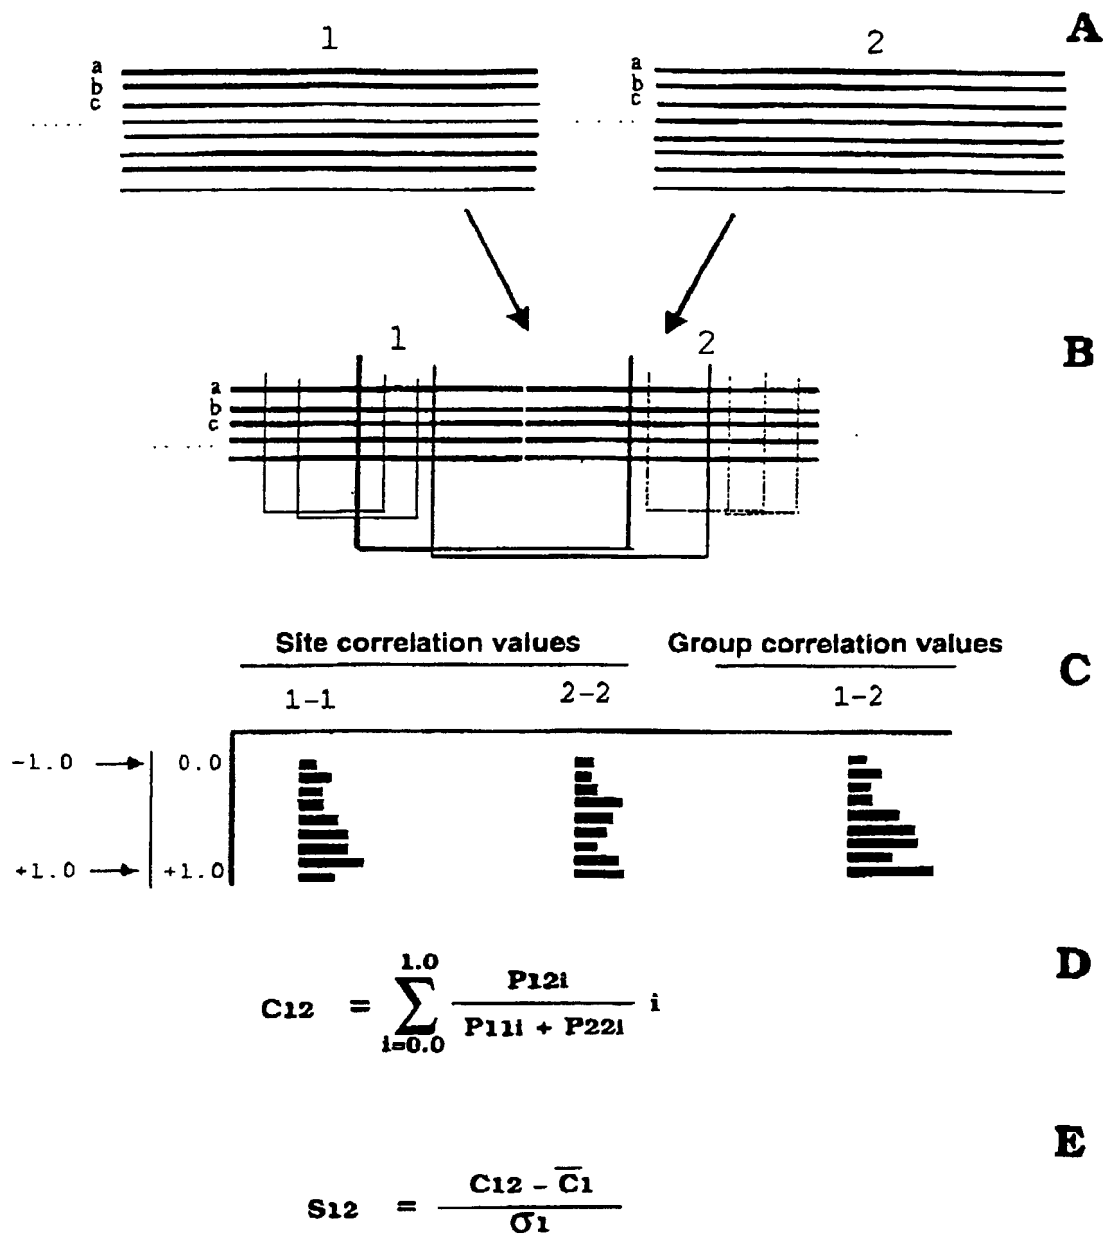 A
1 2
a a
b b
c c
..... .....
B
1 2
a
b
c
.. ...
C
Site correlation values Group correlation values
1-1 2-2 1-2
-1.0 0.0
+1.0 +1.0
D
C12 = ∑ i=0.0 1.0 P12i / P11i + P22i i
E
S12 = C12 - C̅1 / σ1